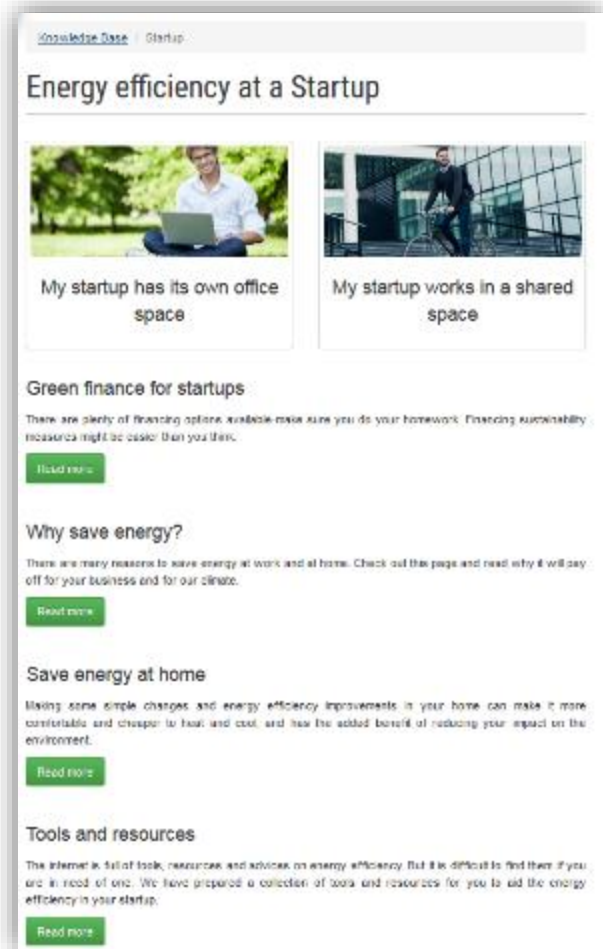 Knowledge Base / Startup
Energy efficiency at a Startup
My startup has its own office
space
My startup works in a shared
space
Green finance for startups
There are plenty of financing options available-make sure you do your homework. Financing sustainability
measures might be easier than you think.
Read more
Why save energy?
There are many reasons to save energy at work and at home. Check out this page and read why it will pay
off for your business and for our climate.
Read more
Save energy at home
Making some simple changes and energy efficiency improvements in your home can make it more
comfortable and cheaper to heat and cool, and has the added benefit of reducing your impact on the
environment.
Read more
Tools and resources
The internet is full of tools, resources and advices on energy efficiency. But it is difficult to find them if you
are in need of one. We have prepared a collection of tools and resources for you to aid the energy
efficiency in your startup.
Read more